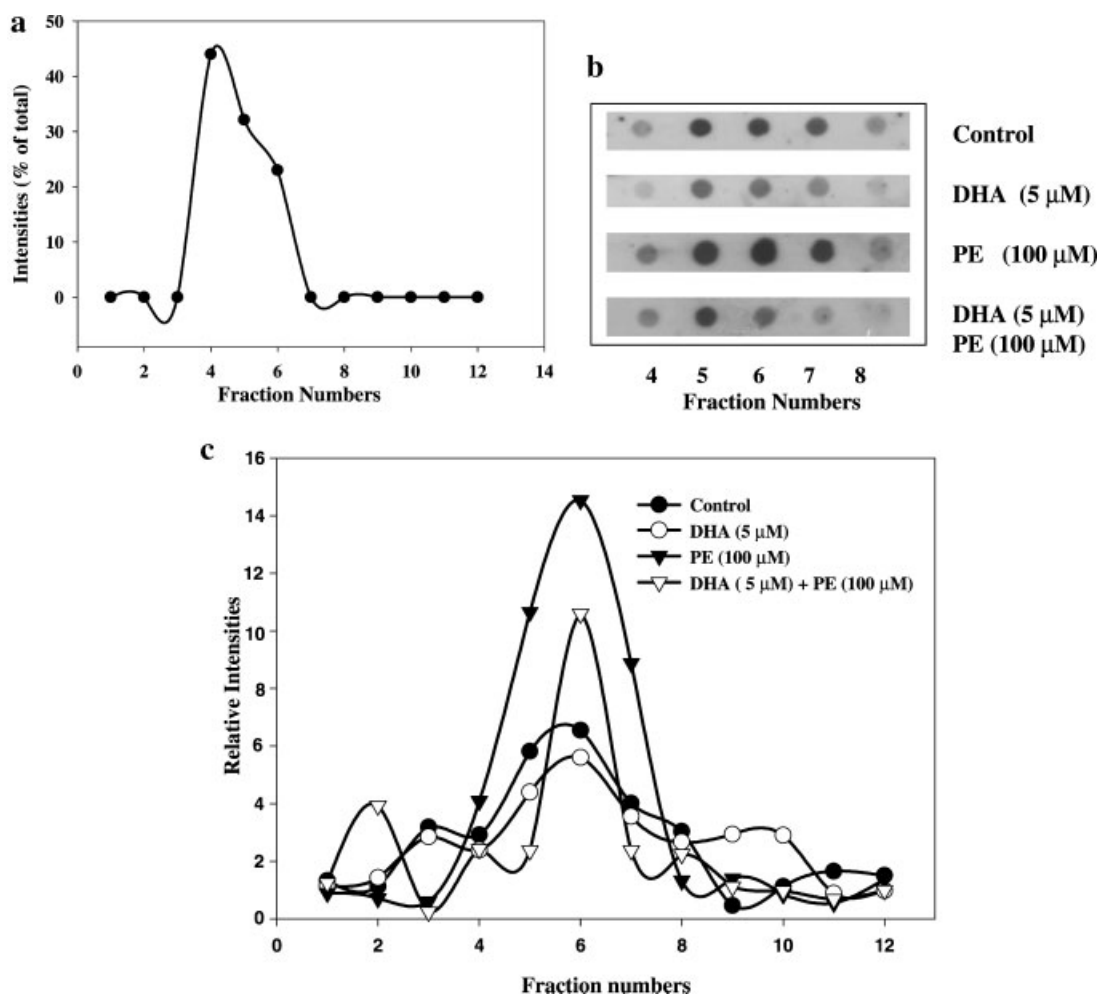 a
50
40
30
20
10
0
Intensities (% of total)
0 2 4 6 8 10 12 14
Fraction Numbers
b
Control
DHA (5 µM)
PE (100 µM)
DHA (5 µM)
PE (100 µM)
4 5 6 7 8
Fraction Numbers
c
16
14
12
10
8
6
4
2
0
Relative Intensities
Control
DHA (5 µM)
PE (100 µM)
DHA ( 5 µM) + PE (100 µM)
0 2 4 6 8 10 12
Fraction numbers